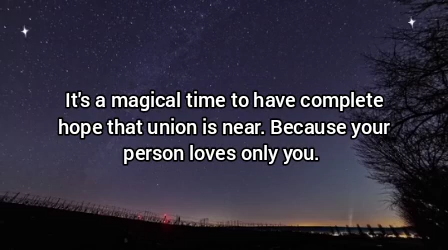 It's a magical time to have complete
hope that union is near. Because your
person loves only you.